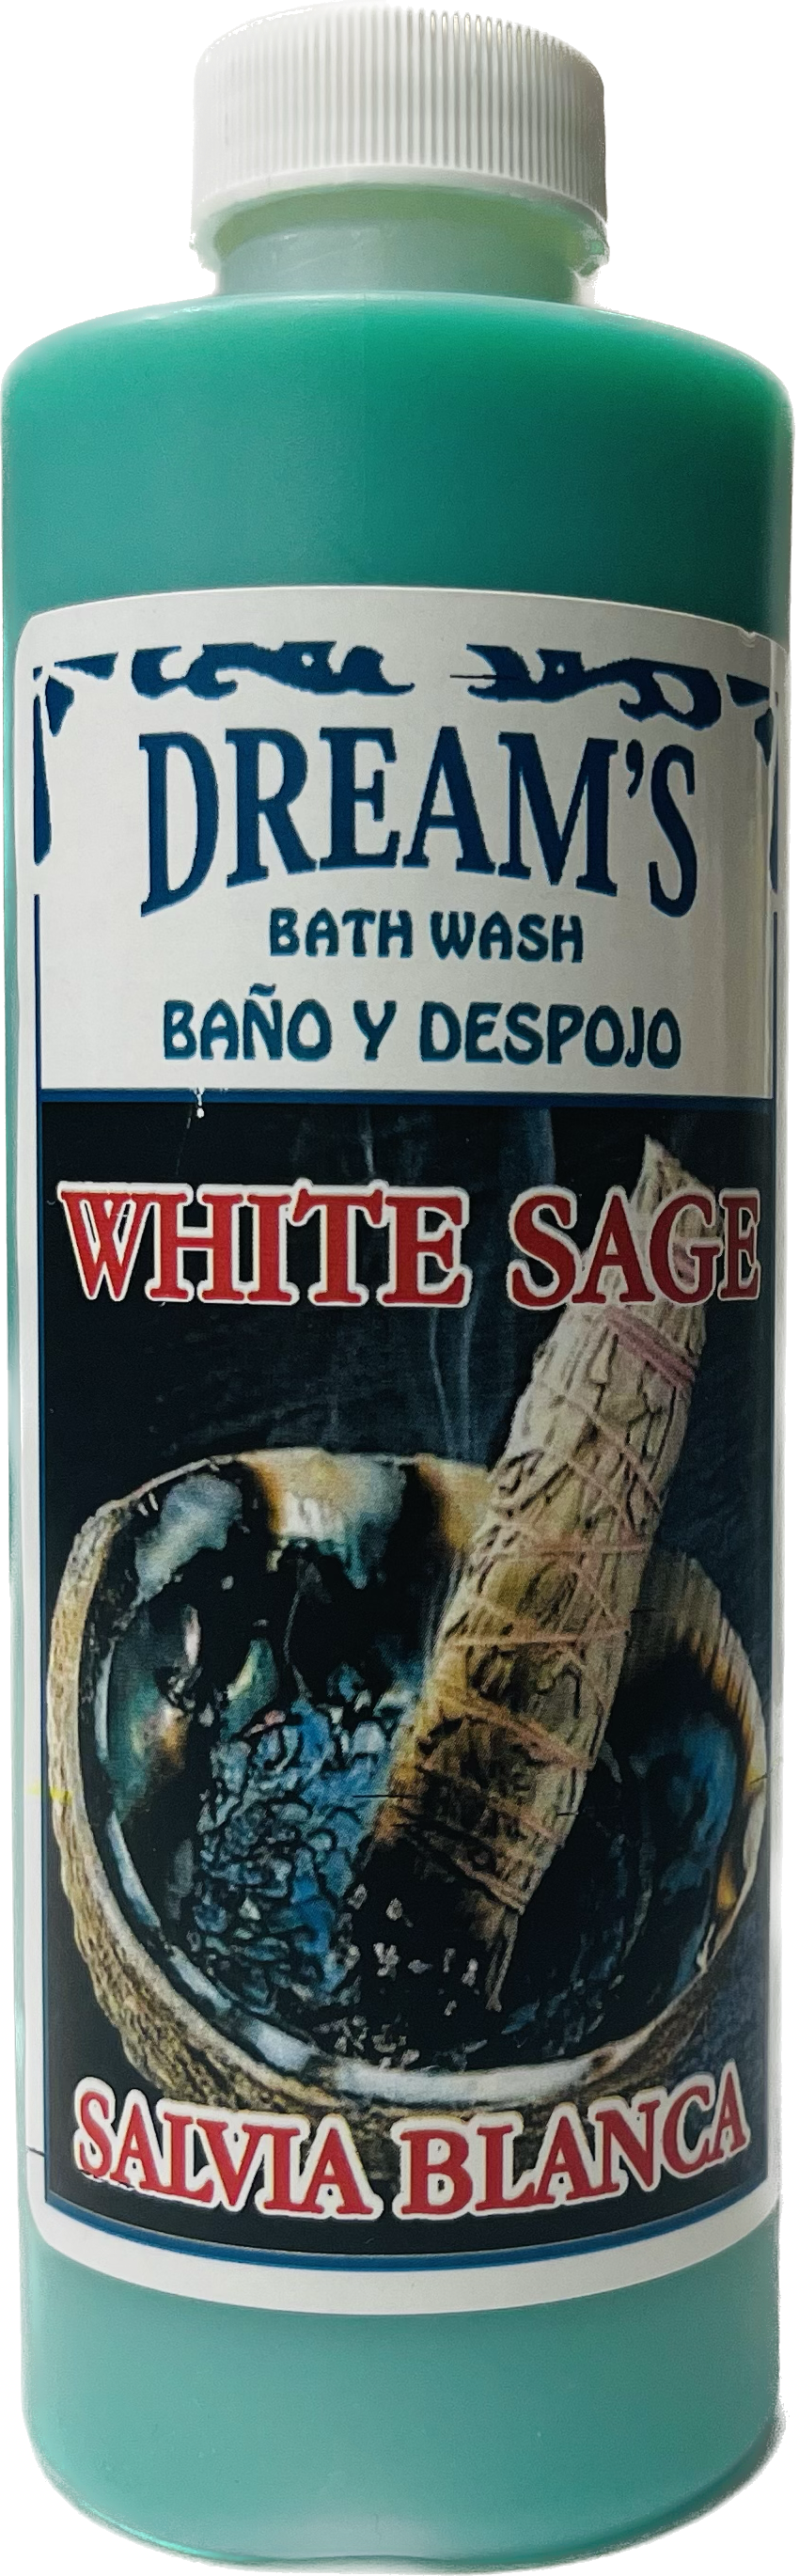 DREAM'S
BATH WASH
BAÑO Y DESPOJO
WHITE SAGE
SALVIA BLANCA